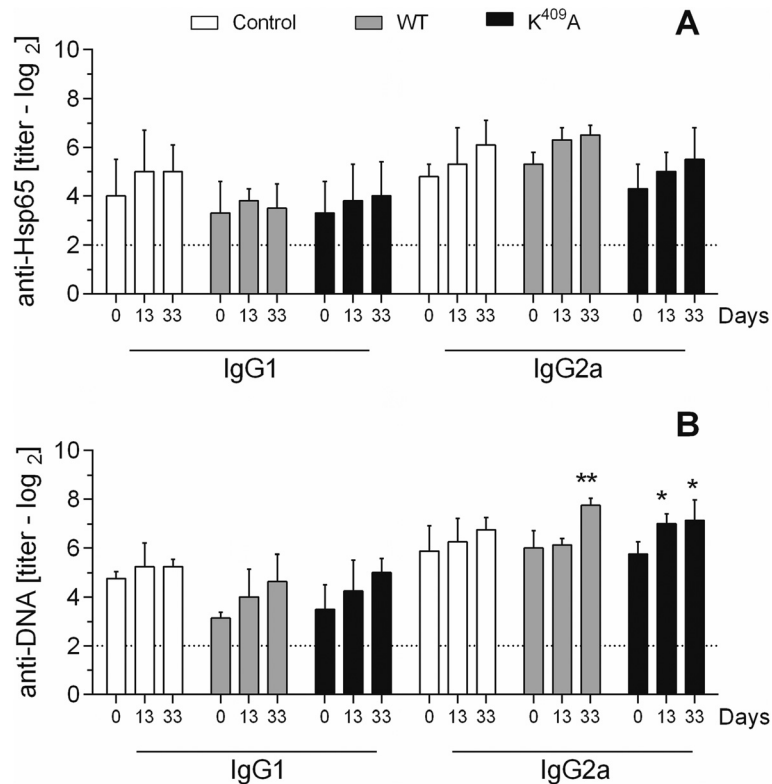 Control WT K⁴⁰⁹A
A
anti-Hsp65 [titer - log ₂]
10
8
6
4
2
0
0 13 33 0 13 33 0 13 33 0 13 33 0 13 33 0 13 33 Days
IgG1 IgG2a
B
anti-DNA [titer - log ₂]
10
8
6
4
2
0
** * *
0 13 33 0 13 33 0 13 33 0 13 33 0 13 33 0 13 33 Days
IgG1 IgG2a